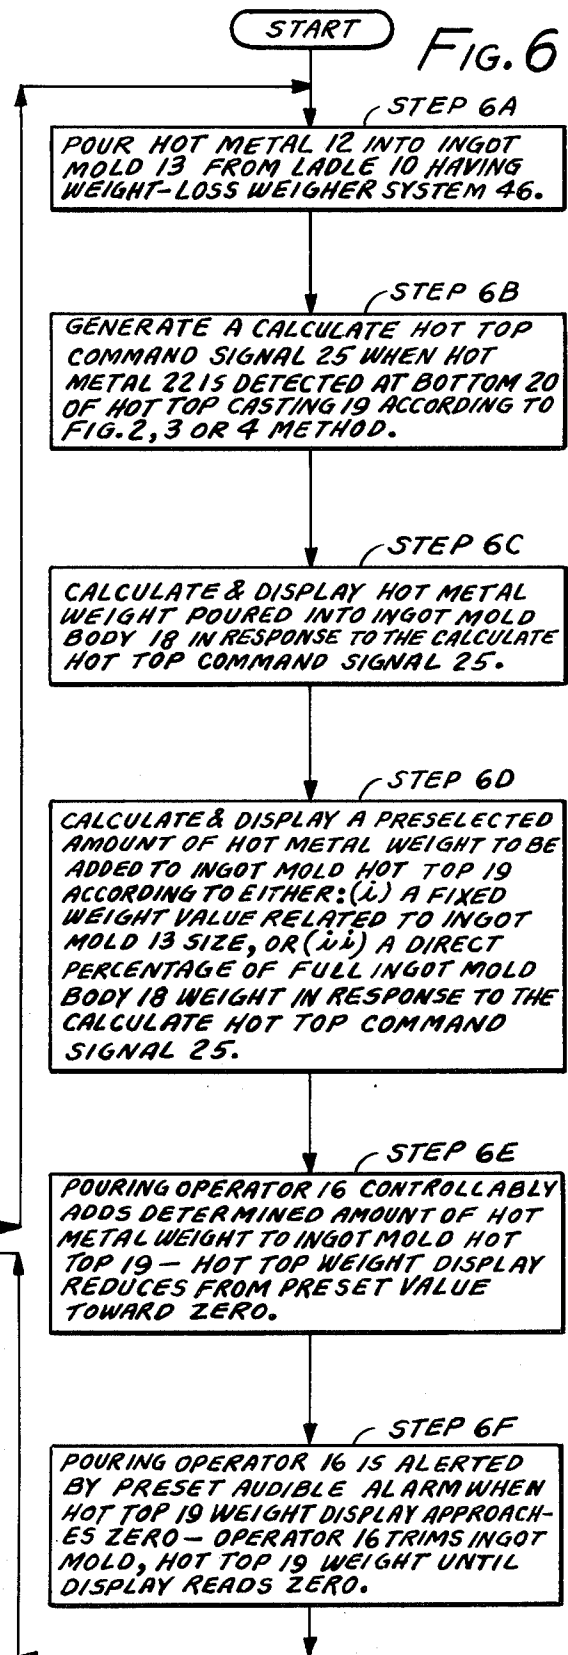 START
FIG. 6
STEP 6A
POUR HOT METAL 12 INTO INGOT
MOLD 13 FROM LADLE 10 HAVING
WEIGHT-LOSS WEIGHER SYSTEM 46.
STEP 6B
GENERATE A CALCULATE HOT TOP
COMMAND SIGNAL 25 WHEN HOT
METAL 22 IS DETECTED AT BOTTOM 20
OF HOT TOP CASTING 19 ACCORDING TO
FIG. 2, 3 OR 4 METHOD.
STEP 6C
CALCULATE & DISPLAY HOT METAL
WEIGHT POURED INTO INGOT MOLD
BODY 18 IN RESPONSE TO THE CALCULATE
HOT TOP COMMAND SIGNAL 25.
STEP 6D
CALCULATE & DISPLAY A PRESELECTED
AMOUNT OF HOT METAL WEIGHT TO BE
ADDED TO INGOT MOLD HOT TOP 19
ACCORDING TO EITHER: (i) A FIXED
WEIGHT VALUE RELATED TO INGOT
MOLD 13 SIZE, OR (ii) A DIRECT
PERCENTAGE OF FULL INGOT MOLD
BODY 18 WEIGHT IN RESPONSE TO THE
CALCULATE HOT TOP COMMAND
SIGNAL 25.
STEP 6E
POURING OPERATOR 16 CONTROLLABLY
ADDS DETERMINED AMOUNT OF HOT
METAL WEIGHT TO INGOT MOLD HOT
TOP 19 — HOT TOP WEIGHT DISPLAY
REDUCES FROM PRESET VALUE
TOWARD ZERO.
STEP 6F
POURING OPERATOR 16 IS ALERTED
BY PRESET AUDIBLE ALARM WHEN
HOT TOP 19 WEIGHT DISPLAY APPROACH-
ES ZERO — OPERATOR 16 TRIMS INGOT
MOLD, HOT TOP 19 WEIGHT UNTIL
DISPLAY READS ZERO.